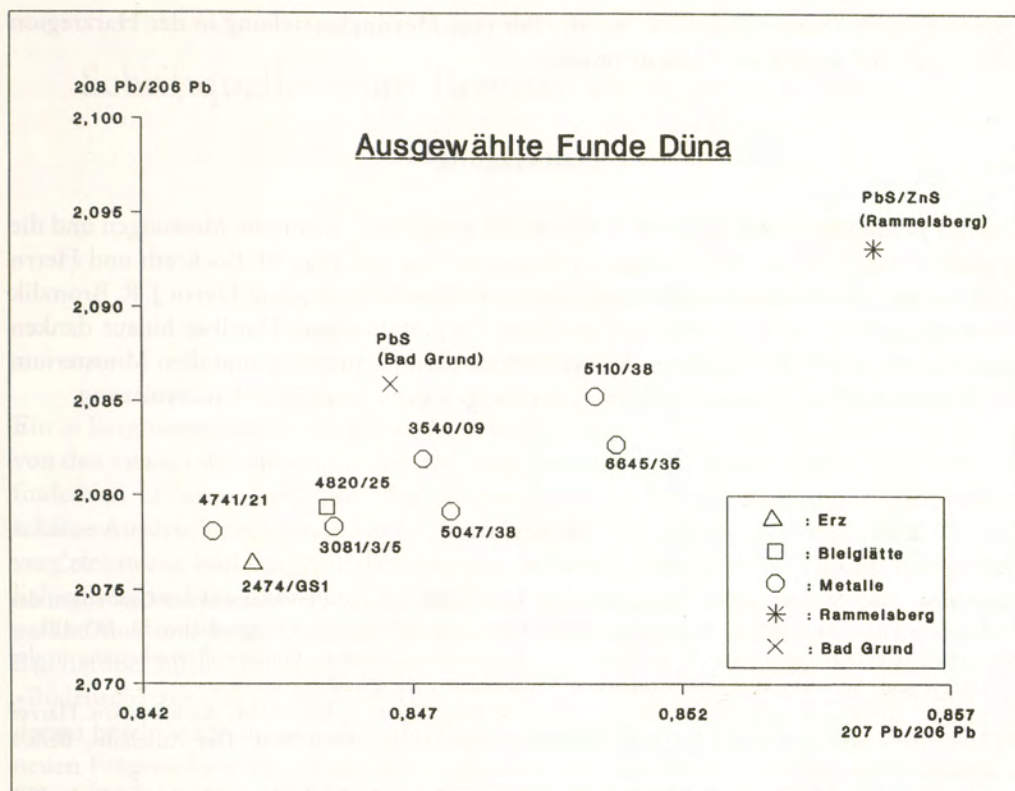 208 Pb/206 Pb
Ausgewählte Funde Düna
2,100
2,095
2,090
2,085
2,080
2,075
2,070
PbS/ZnS
(Rammelsberg)
PbS
(Bad Grund)
5110/38
3540/09
6645/35
4741/21
4820/25
3081/3/5
5047/38
2474/GS1
: Erz
: Bleiglätte
: Metalle
: Rammelsberg
: Bad Grund
0,842
0,847
0,852
0,857
207 Pb/206 Pb